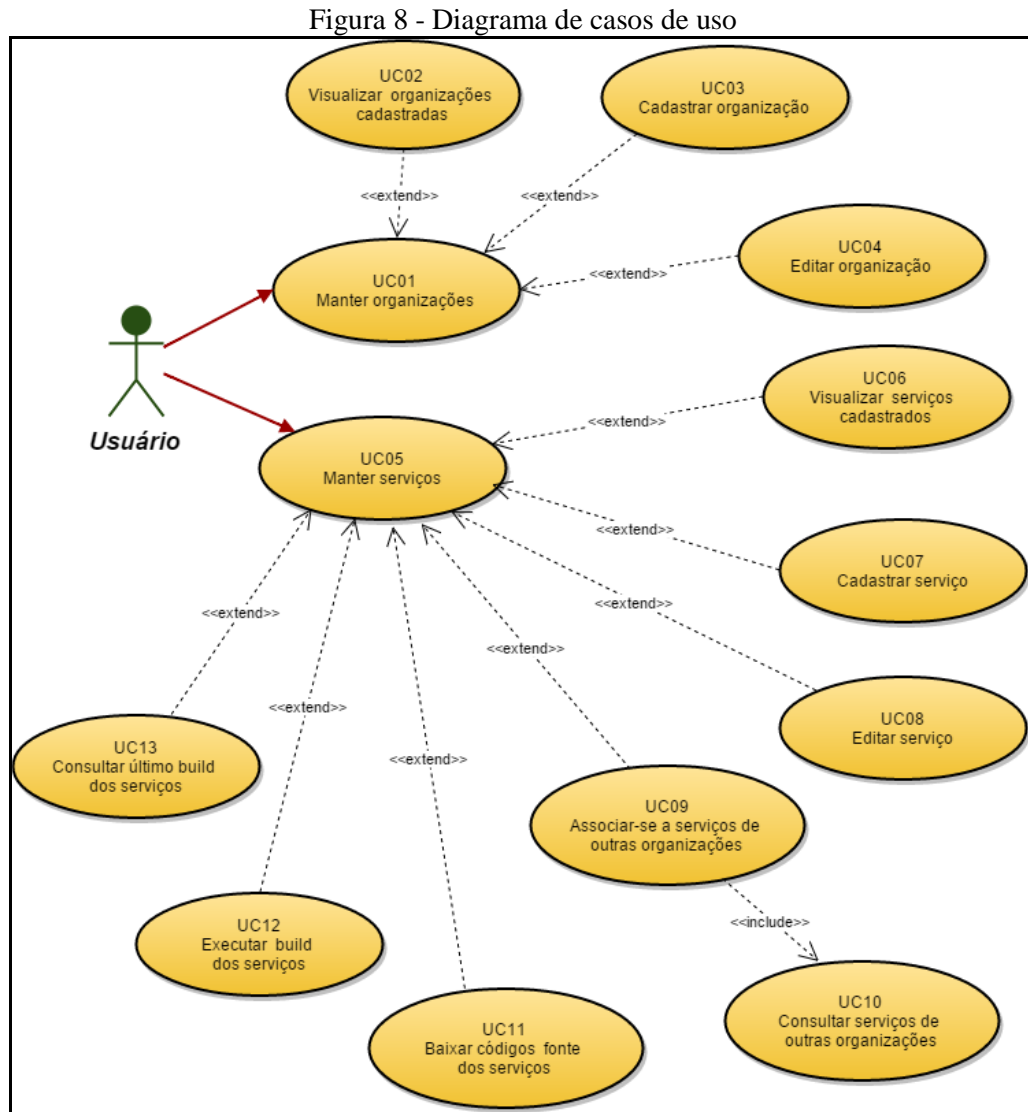 Figura 8 - Diagrama de casos de uso
UC02
Visualizar organizações
cadastradas
UC03
Cadastrar organização
<<extend>>
<<extend>>
UC04
Editar organização
<<extend>>
UC01
Manter organizações
Usuário
UC06
Visualizar serviços
cadastrados
<<extend>>
UC05
Manter serviços
<<extend>>
UC07
Cadastrar serviço
<<extend>>
<<extend>>
<<extend>>
UC08
Editar serviço
<<extend>>
UC13
Consultar último build
dos serviços
<<extend>>
UC09
Associar-se a serviços de
outras organizações
<<include>>
UC12
Executar build
dos serviços
UC10
Consultar serviços de
outras organizações
UC11
Baixar códigos fonte
dos serviços